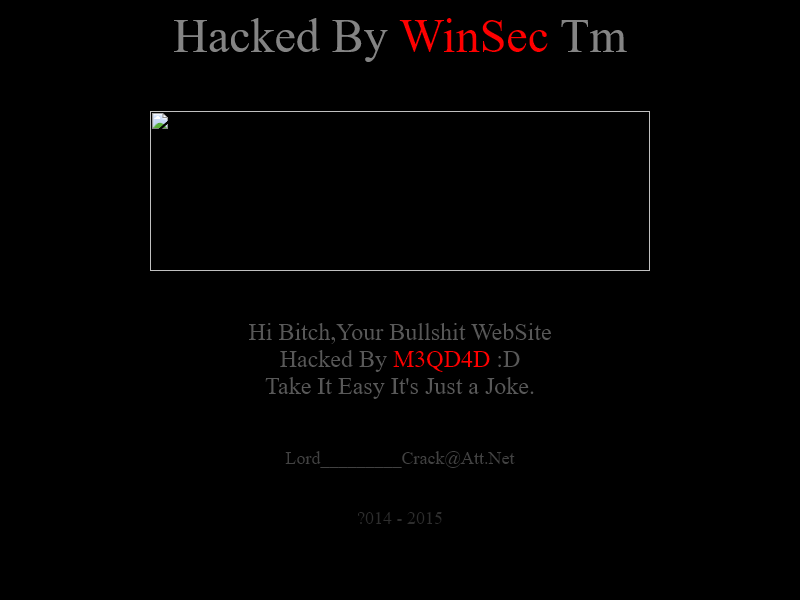 Hacked By WinSec Tm
Hi Bitch,Your Bullshit WebSite
Hacked By M3QD4D :D
Take It Easy It's Just a Joke.
Lord_________Crack@Att.Net
?014 - 2015